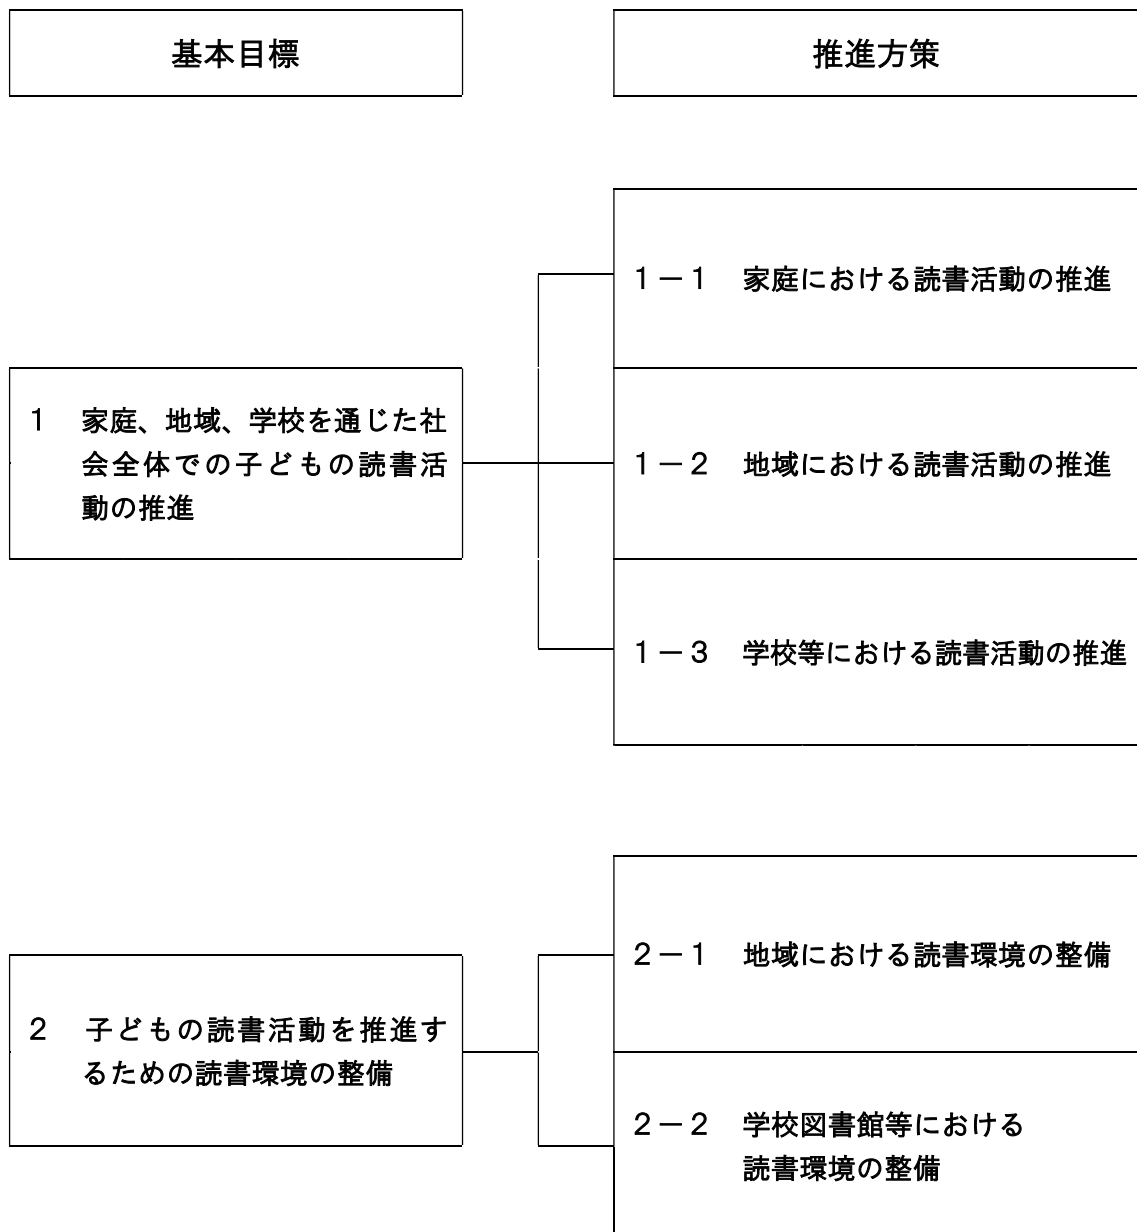 基本目標
推進方策
1 家庭、地域、学校を通じた社
会全体での子どもの読書活
動の推進
1－1 家庭における読書活動の推進
1－2 地域における読書活動の推進
1－3 学校等における読書活動の推進
2 子どもの読書活動を推進す
るための読書環境の整備
2－1 地域における読書環境の整備
2－2 学校図書館等における
読書環境の整備